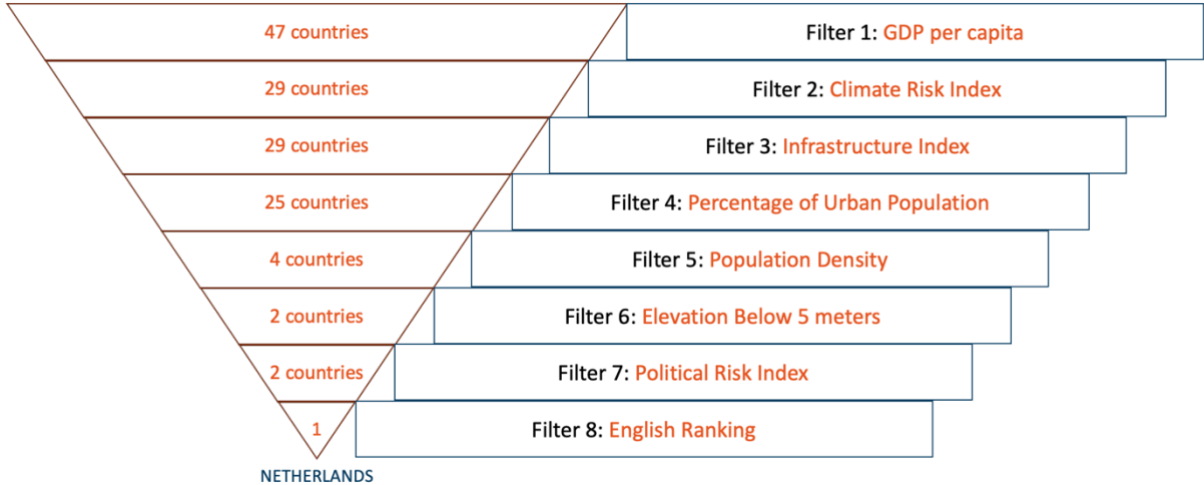 47 countries
Filter 1: GDP per capita
29 countries
Filter 2: Climate Risk Index
29 countries
Filter 3: Infrastructure Index
25 countries
Filter 4: Percentage of Urban Population
4 countries
Filter 5: Population Density
2 countries
Filter 6: Elevation Below 5 meters
2 countries
Filter 7: Political Risk Index
1
Filter 8: English Ranking
NETHERLANDS